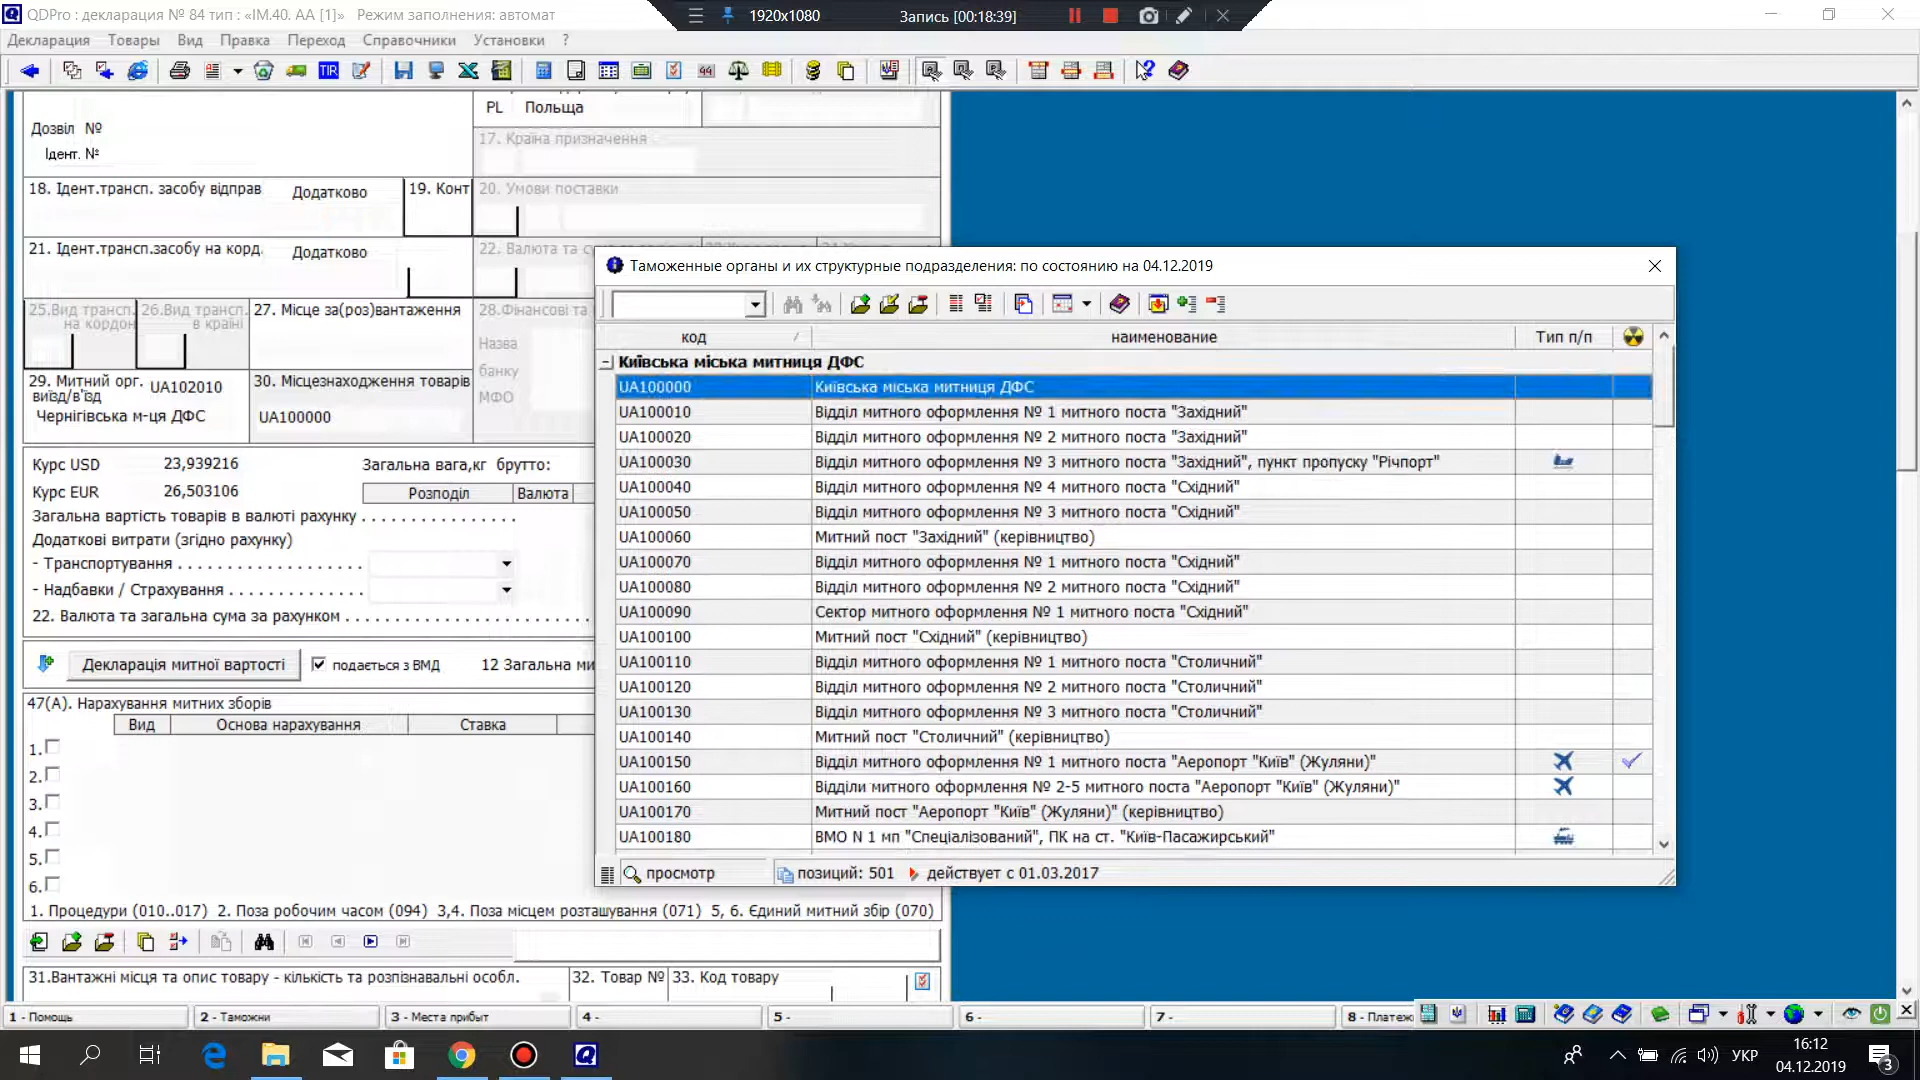 QDPro : декларация № 84 тип : «ІМ.40. АА [1]»   Режим заполнения: автомат
1920x1080
Запись [00:18:39]
Декларация Товары Вид Правка Переход Справочники Установки ?
TIR
PL Польща
Дозвіл №
17. Країна призначення
Ідент. №
18. Ідент.трансп. засобу відправ
Додатково
19. Конт
20. Умови поставки
21. Ідент.трансп.засобу на корд.
Додатково
22. Валюта та су
25.Вид трансп.
на кордоні
26.Вид трансп.
в країні
27. Місце за(роз)вантаження
28.Фінансові та
Назва
банку
МФО
29. Митний орг.
виїзд/в'їзд
UA102010
Чернігівська м-ця ДФС
30. Місцезнаходження товарів
UA100000
Курс USD 23,939216
Загальна вага,кг брутто:
Курс EUR 26,503106
Розподіл Валюта
Загальна вартість товарів в валюті рахунку . . . . . . . . . . . . . .
Додаткові витрати (згідно рахунку)
- Транспортування . . . . . . . . . . . . . . . . . .
- Надбавки / Страхування . . . . . . . . . . . . .
22. Валюта та загальна сума за рахунком . . . . . . . . . . . . . . . . . . . . . . . .
Декларація митної вартості
подається з ВМД
12 Загальна ми
47(А). Нарахування митних зборів
Вид Основа нарахування Ставка
1.
2.
3.
4.
5.
6.
1. Процедури (010..017) 2. Поза робочим часом (094) 3,4. Поза місцем розташування (071) 5, 6. Єдиний митний збір (070)
31.Вантажні місця та опис товару - кількість та розпізнавальні особл.
32. Товар №
33. Код товару
Таможенные органы и их структурные подразделения: по состоянию на 04.12.2019
код наименование Тип п/п
Київська міська митниця ДФС
UA100000 Київська міська митниця ДФС
UA100010 Відділ митного оформлення № 1 митного поста "Західний"
UA100020 Відділ митного оформлення № 2 митного поста "Західний"
UA100030 Відділ митного оформлення № 3 митного поста "Західний", пункт пропуску "Річпорт"
UA100040 Відділ митного оформлення № 4 митного поста "Східний"
UA100050 Відділ митного оформлення № 3 митного поста "Східний"
UA100060 Митний пост "Західний" (керівництво)
UA100070 Відділ митного оформлення № 1 митного поста "Східний"
UA100080 Відділ митного оформлення № 2 митного поста "Східний"
UA100090 Сектор митного оформлення № 1 митного поста "Східний"
UA100100 Митний пост "Східний" (керівництво)
UA100110 Відділ митного оформлення № 1 митного поста "Столичний"
UA100120 Відділ митного оформлення № 2 митного поста "Столичний"
UA100130 Відділ митного оформлення № 3 митного поста "Столичний"
UA100140 Митний пост "Столичний" (керівництво)
UA100150 Відділ митного оформлення № 1 митного поста "Аеропорт "Київ" (Жуляни)"
UA100160 Відділи митного оформлення № 2-5 митного поста "Аеропорт "Київ" (Жуляни)"
UA100170 Митний пост "Аеропорт "Київ" (Жуляни)" (керівництво)
UA100180 ВМО N 1 мп "Спеціалізований", ПК на ст. "Київ-Пасажирський"
просмотр
позиций: 501
действует с 01.03.2017
1 - Помощь 2 - Таможни 3 - Места прибыт 4 - 5 - 6 - 7 - 8 - Платеж
УКР
16:12
04.12.2019
3